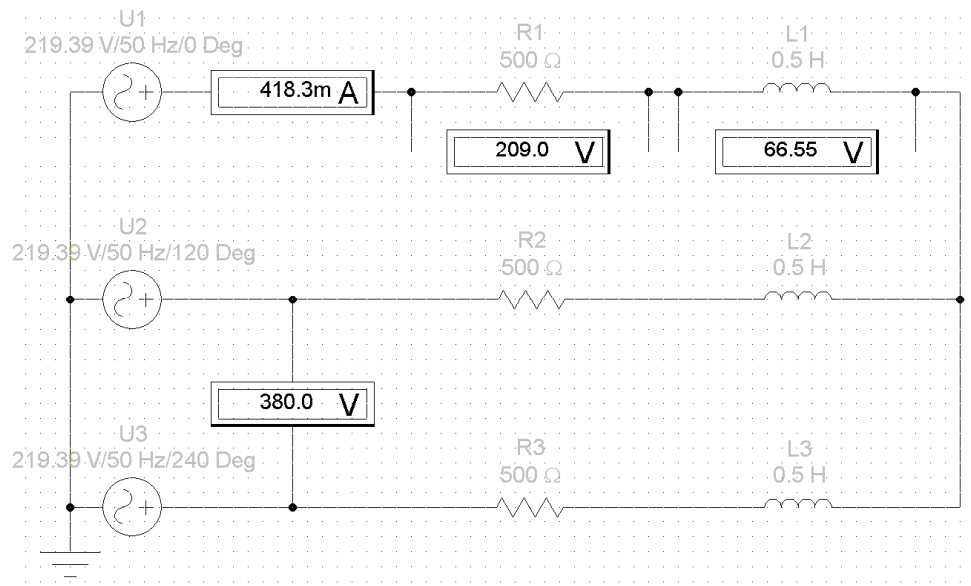 U1
219.39 V/50 Hz/0 Deg
418.3m A
R1
500 Ω
209.0 V
L1
0.5 H
66.55 V
U2
219.39 V/50 Hz/120 Deg
R2
500 Ω
L2
0.5 H
380.0 V
U3
219.39 V/50 Hz/240 Deg
R3
500 Ω
L3
0.5 H